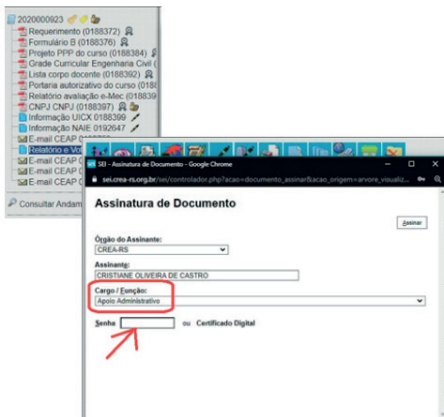 2020000923
Requerimento (0188372)
Formulário B (0188376)
Projeto PPP do curso (0188384)
Grade Curricular Engenharia Civil (
Lista corpo docente (0188392)
Portaria autorizativo do curso (0188
Relatório avaliação e-Mec (018839
CNPJ CNPJ (0188397)
Informação UICX 0188399
Informação NAIE 0192647
E-mail CEAP
Relatório e Vot
E-mail CEAP
E-mail CEAP
E-mail CEAP
Consultar Andam
SEI - Assinatura de Documento - Google Chrome
sei.crea-rs.org.br/sei/controlador.php?acao=documento_assinar&acao_origem=arvore_visualiz...
Assinatura de Documento
Assinar
Órgão do Assinante:
CREA-RS
Assinante:
CRISTIANE OLIVEIRA DE CASTRO
Cargo / Função:
Apoio Administrativo
Senha ou Certificado Digital